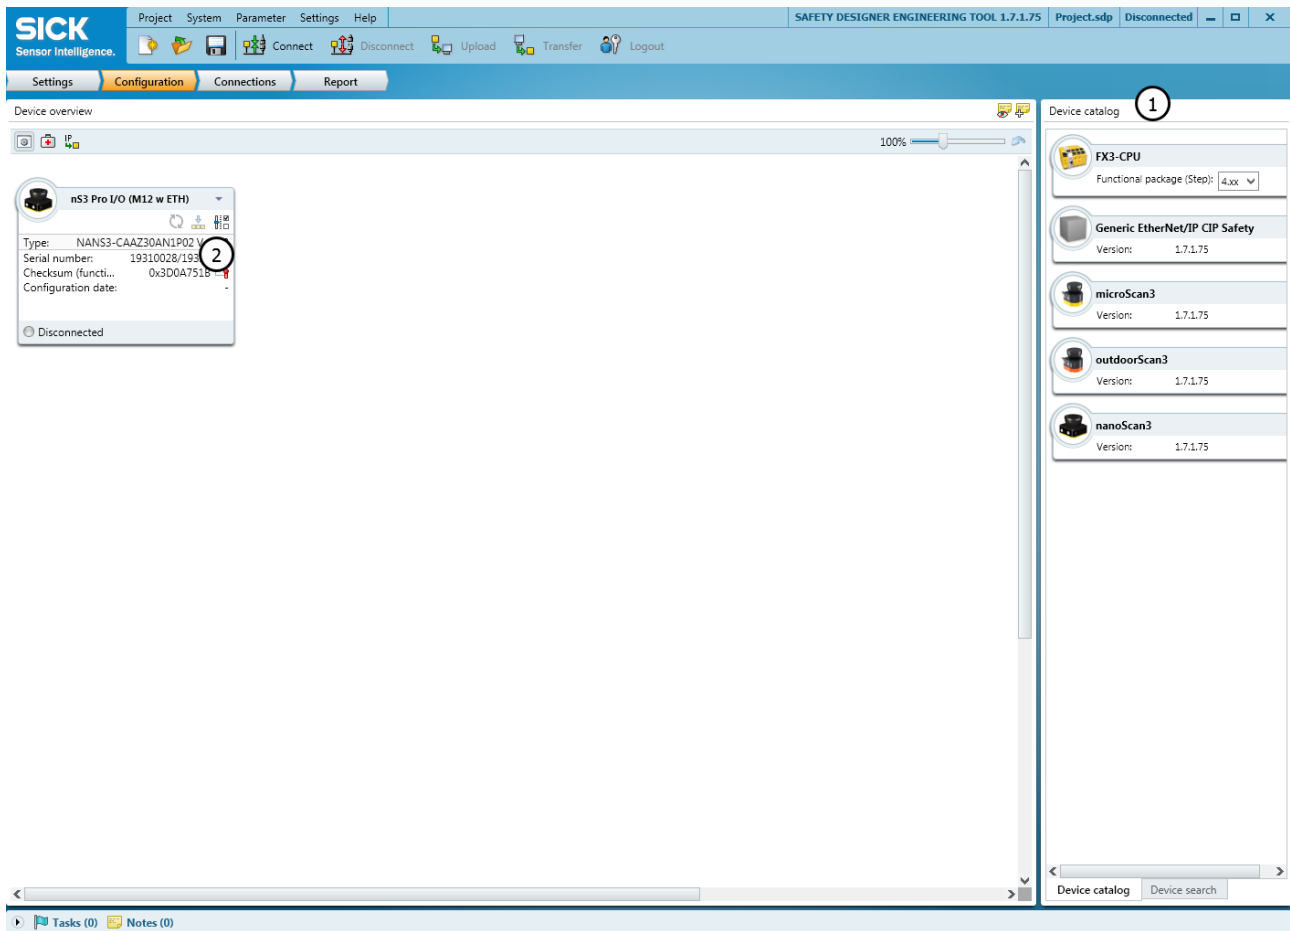 SICK
Sensor Intelligence.
Project System Parameter Settings Help
SAFETY DESIGNER ENGINEERING TOOL 1.7.1.75 Project.sdp Disconnected
Connect Disconnect Upload Transfer Logout
Settings Configuration Connections Report
Device overview
100%
IP
nS3 Pro I/O (M12 w ETH)
Type: NANS3-CAAZ30AN1P02 V
Serial number: 19310028/193
2
Checksum (functi... 0x3D0A751B
Configuration date: -
Disconnected
Device catalog
1
FX3-CPU
Functional package (Step): 4.xx
Generic EtherNet/IP CIP Safety
Version: 1.7.1.75
microScan3
Version: 1.7.1.75
outdoorScan3
Version: 1.7.1.75
nanoScan3
Version: 1.7.1.75
Device catalog Device search
Tasks (0) Notes (0)